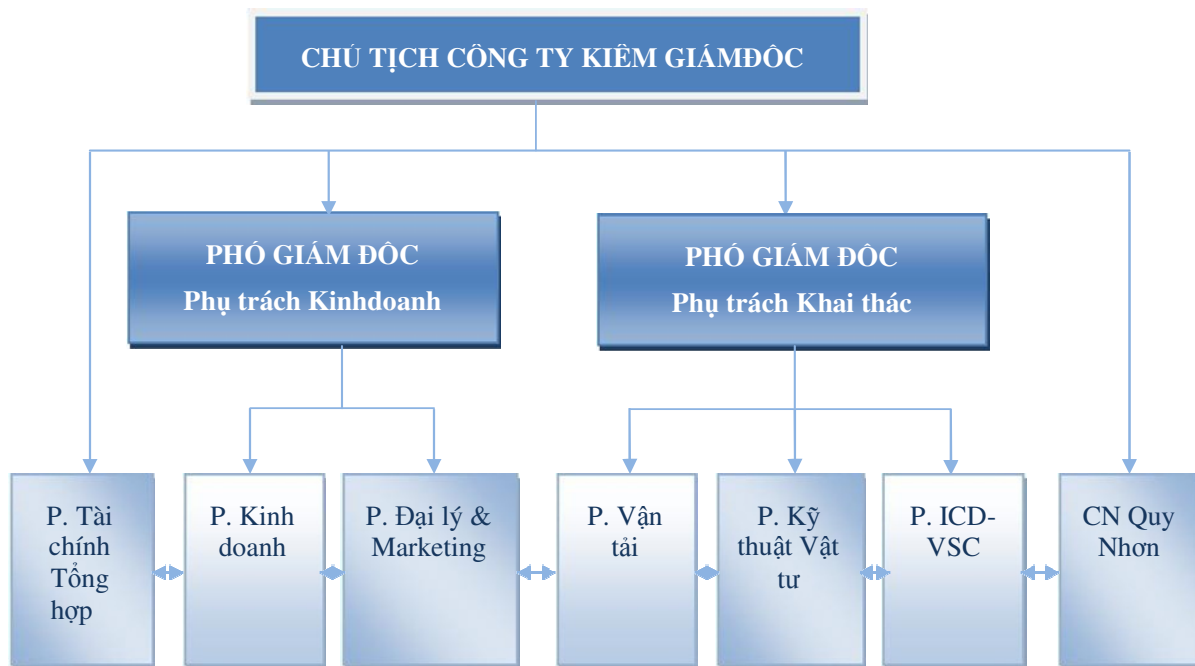 CHỦ TỊCH CÔNG TY KIÊM GIÁMĐỐC
PHÓ GIÁM ĐỐC
Phụ trách Kinhdoanh
PHÓ GIÁM ĐỐC
Phụ trách Khai thác
P. Tài
chính
Tổng
hợp
P. Kinh
doanh
P. Đại lý &
Marketing
P. Vận
tải
P. Kỹ
thuật Vật
tư
P. ICD-
VSC
CN Quy
Nhơn